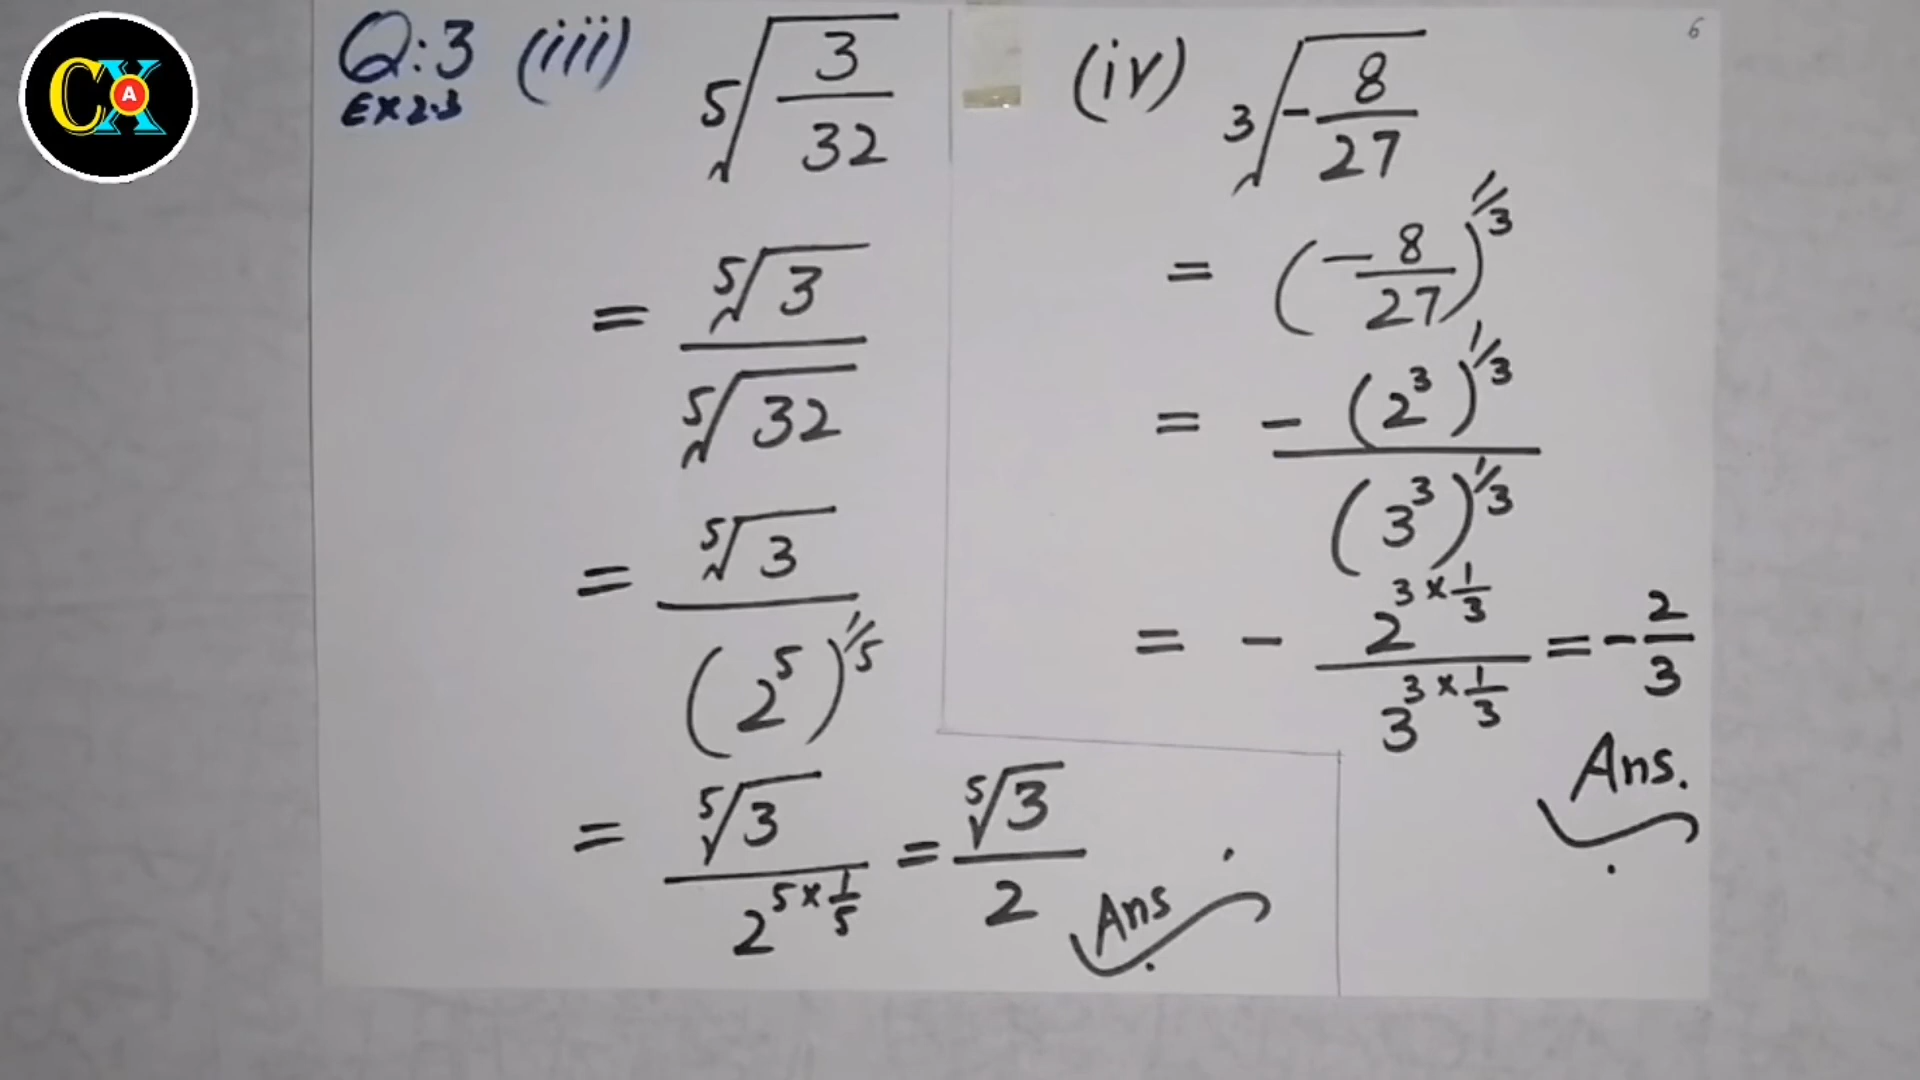 CXA
Q:3 (iii) ⁵√(3/32)
Ex 2.3
= ⁵√3 / ⁵√32
= ⁵√3 / (2⁵)^1/5
= ⁵√3 / 2^(5×1/5) = ⁵√3 / 2 Ans
6
(iv) ³√(-8/27)
= (-8/27)^1/3
= -(2³)^1/3 / (3³)^1/3
= - 2^(3×1/3) / 3^(3×1/3) = -2/3
Ans.